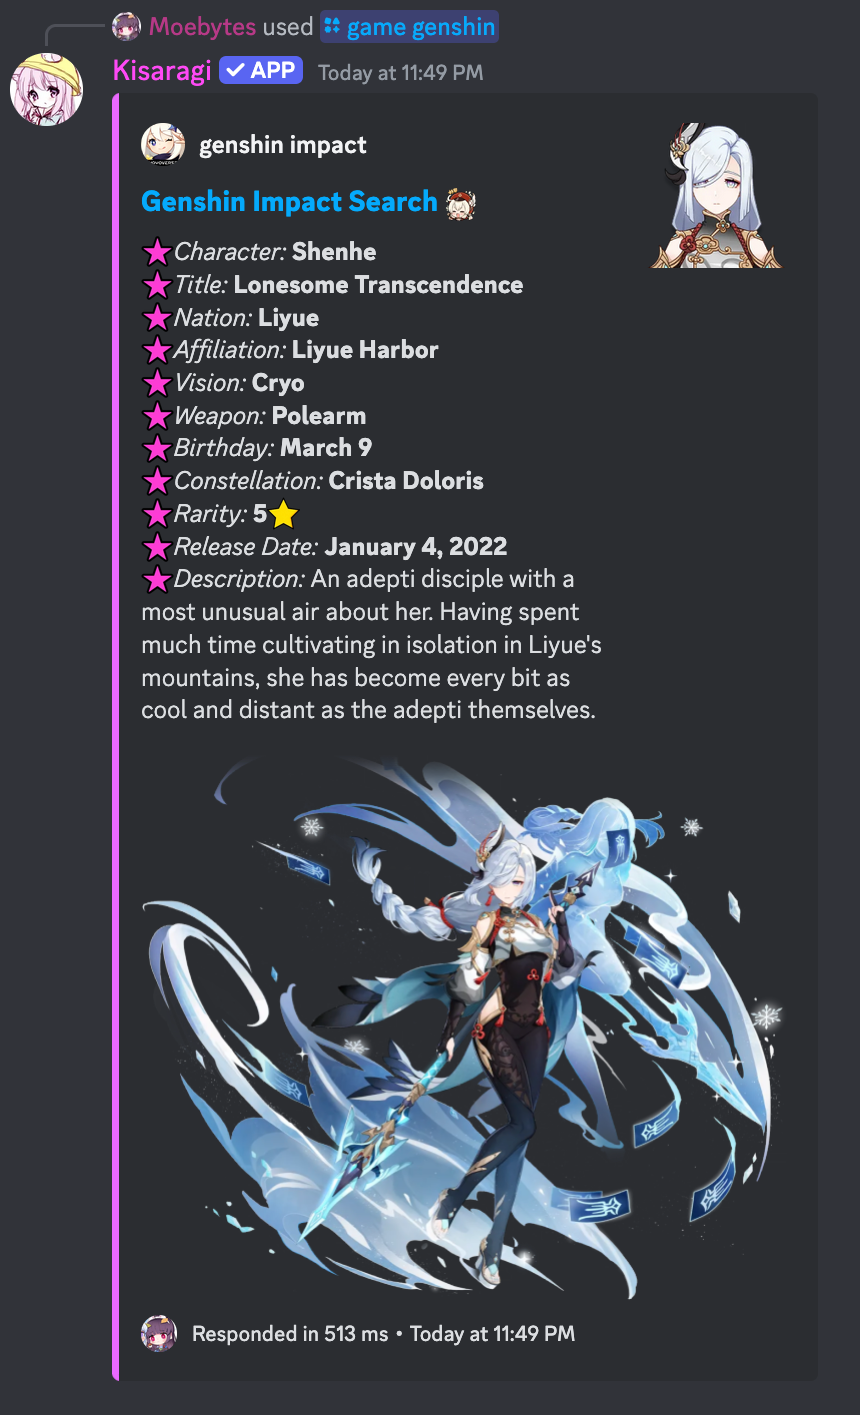 Moebytes used game genshin
Kisaragi APP Today at 11:49 PM
genshin impact
Genshin Impact Search
Character: Shenhe
Title: Lonesome Transcendence
Nation: Liyue
Affiliation: Liyue Harbor
Vision: Cryo
Weapon: Polearm
Birthday: March 9
Constellation: Crista Doloris
Rarity: 5
Release Date: January 4, 2022
Description: An adepti disciple with a
most unusual air about her. Having spent
much time cultivating in isolation in Liyue's
mountains, she has become every bit as
cool and distant as the adepti themselves.
Responded in 513 ms • Today at 11:49 PM